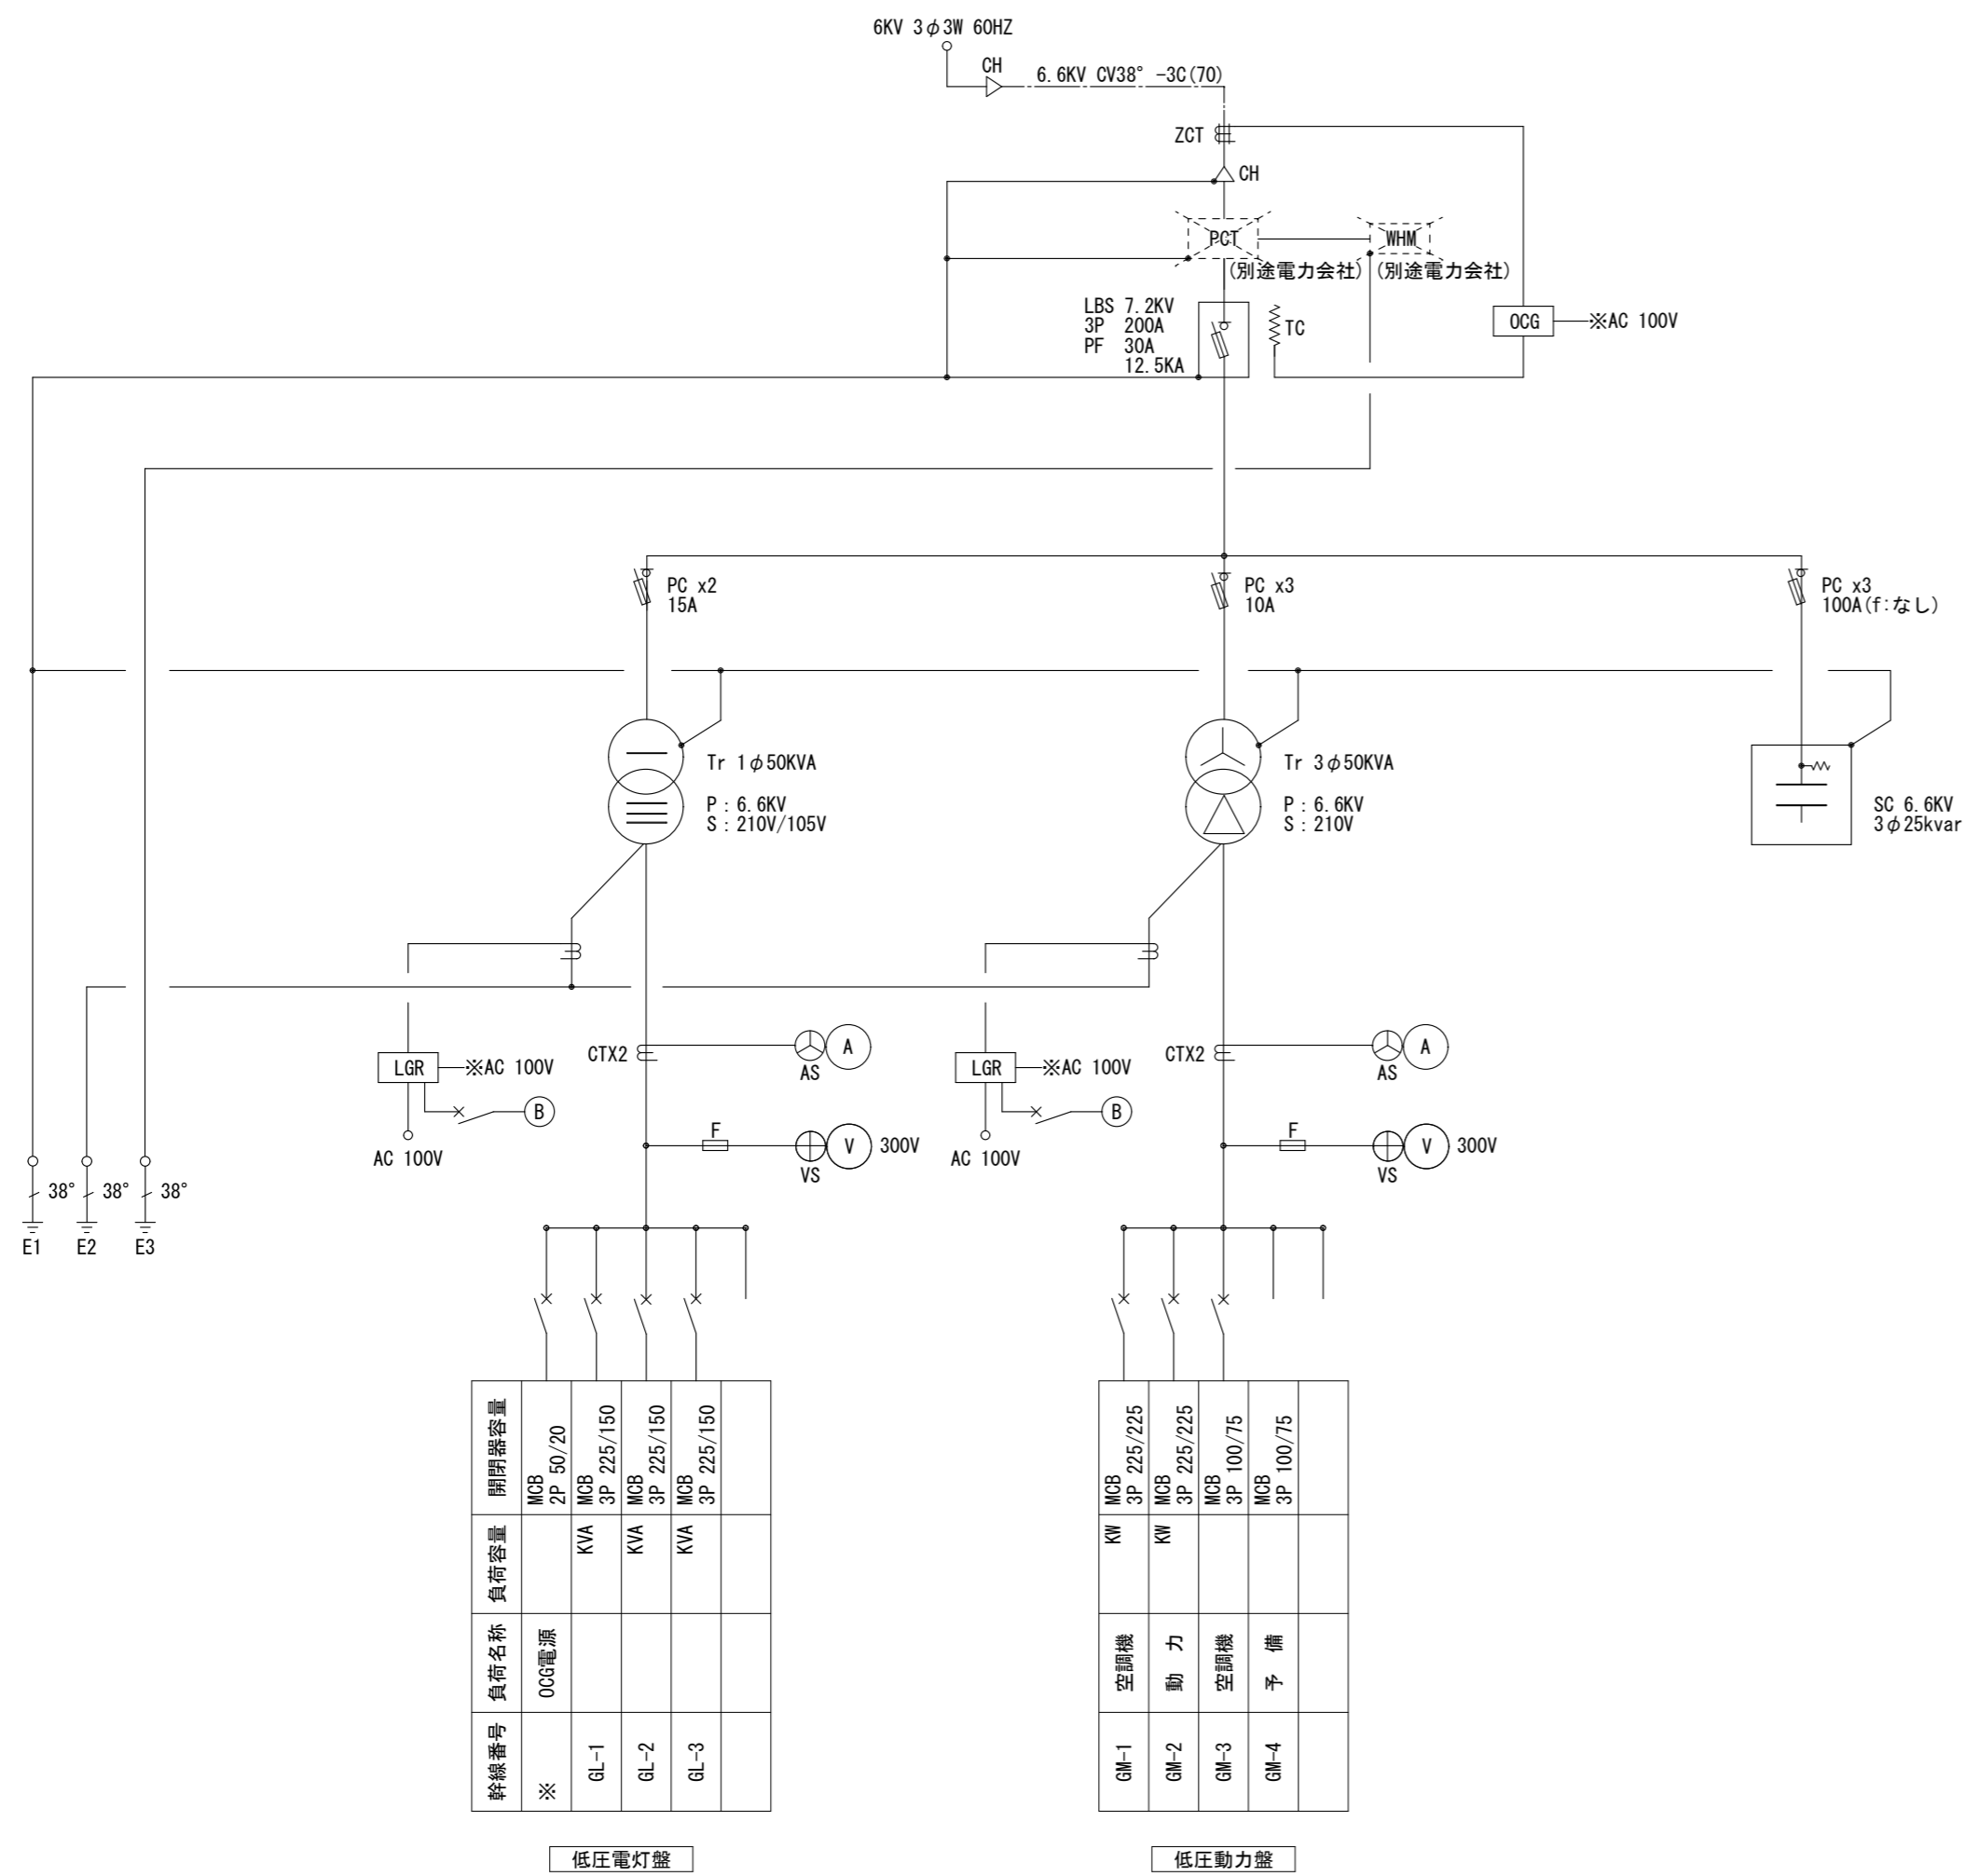 6KV 3φ3W 60HZ
CH
6.6KV CV38° -3C(70)
ZCT
CH
PCT
WHM
(別途電力会社)
(別途電力会社)
LBS 7.2KV
3P 200A
PF 30A
12.5KA
TC
OCG
※AC 100V
PC x2
15A
PC x3
10A
PC x3
100A(f:なし)
Tr 1φ50KVA
P : 6.6KV
S : 210V/105V
Tr 3φ50KVA
P : 6.6KV
S : 210V
SC 6.6KV
3φ25kvar
CTX2
A
AS
LGR
※AC 100V
B
AC 100V
F
V
300V
VS
CTX2
A
AS
LGR
※AC 100V
B
AC 100V
F
V
300V
VS
38°
38°
38°
E1
E2
E3
開閉器容量
MCB
2P 50/20
MCB
3P 225/150
MCB
3P 225/150
MCB
3P 225/150
負荷容量
KVA
KVA
KVA
負荷名称
OCG電源
幹線番号
※
GL-1
GL-2
GL-3
低圧電灯盤
MCB
3P 225/225
MCB
3P 225/225
MCB
3P 100/75
MCB
3P 100/75
KW
KW
空調機
動 力
空調機
予 備
GM-1
GM-2
GM-3
GM-4
低圧動力盤